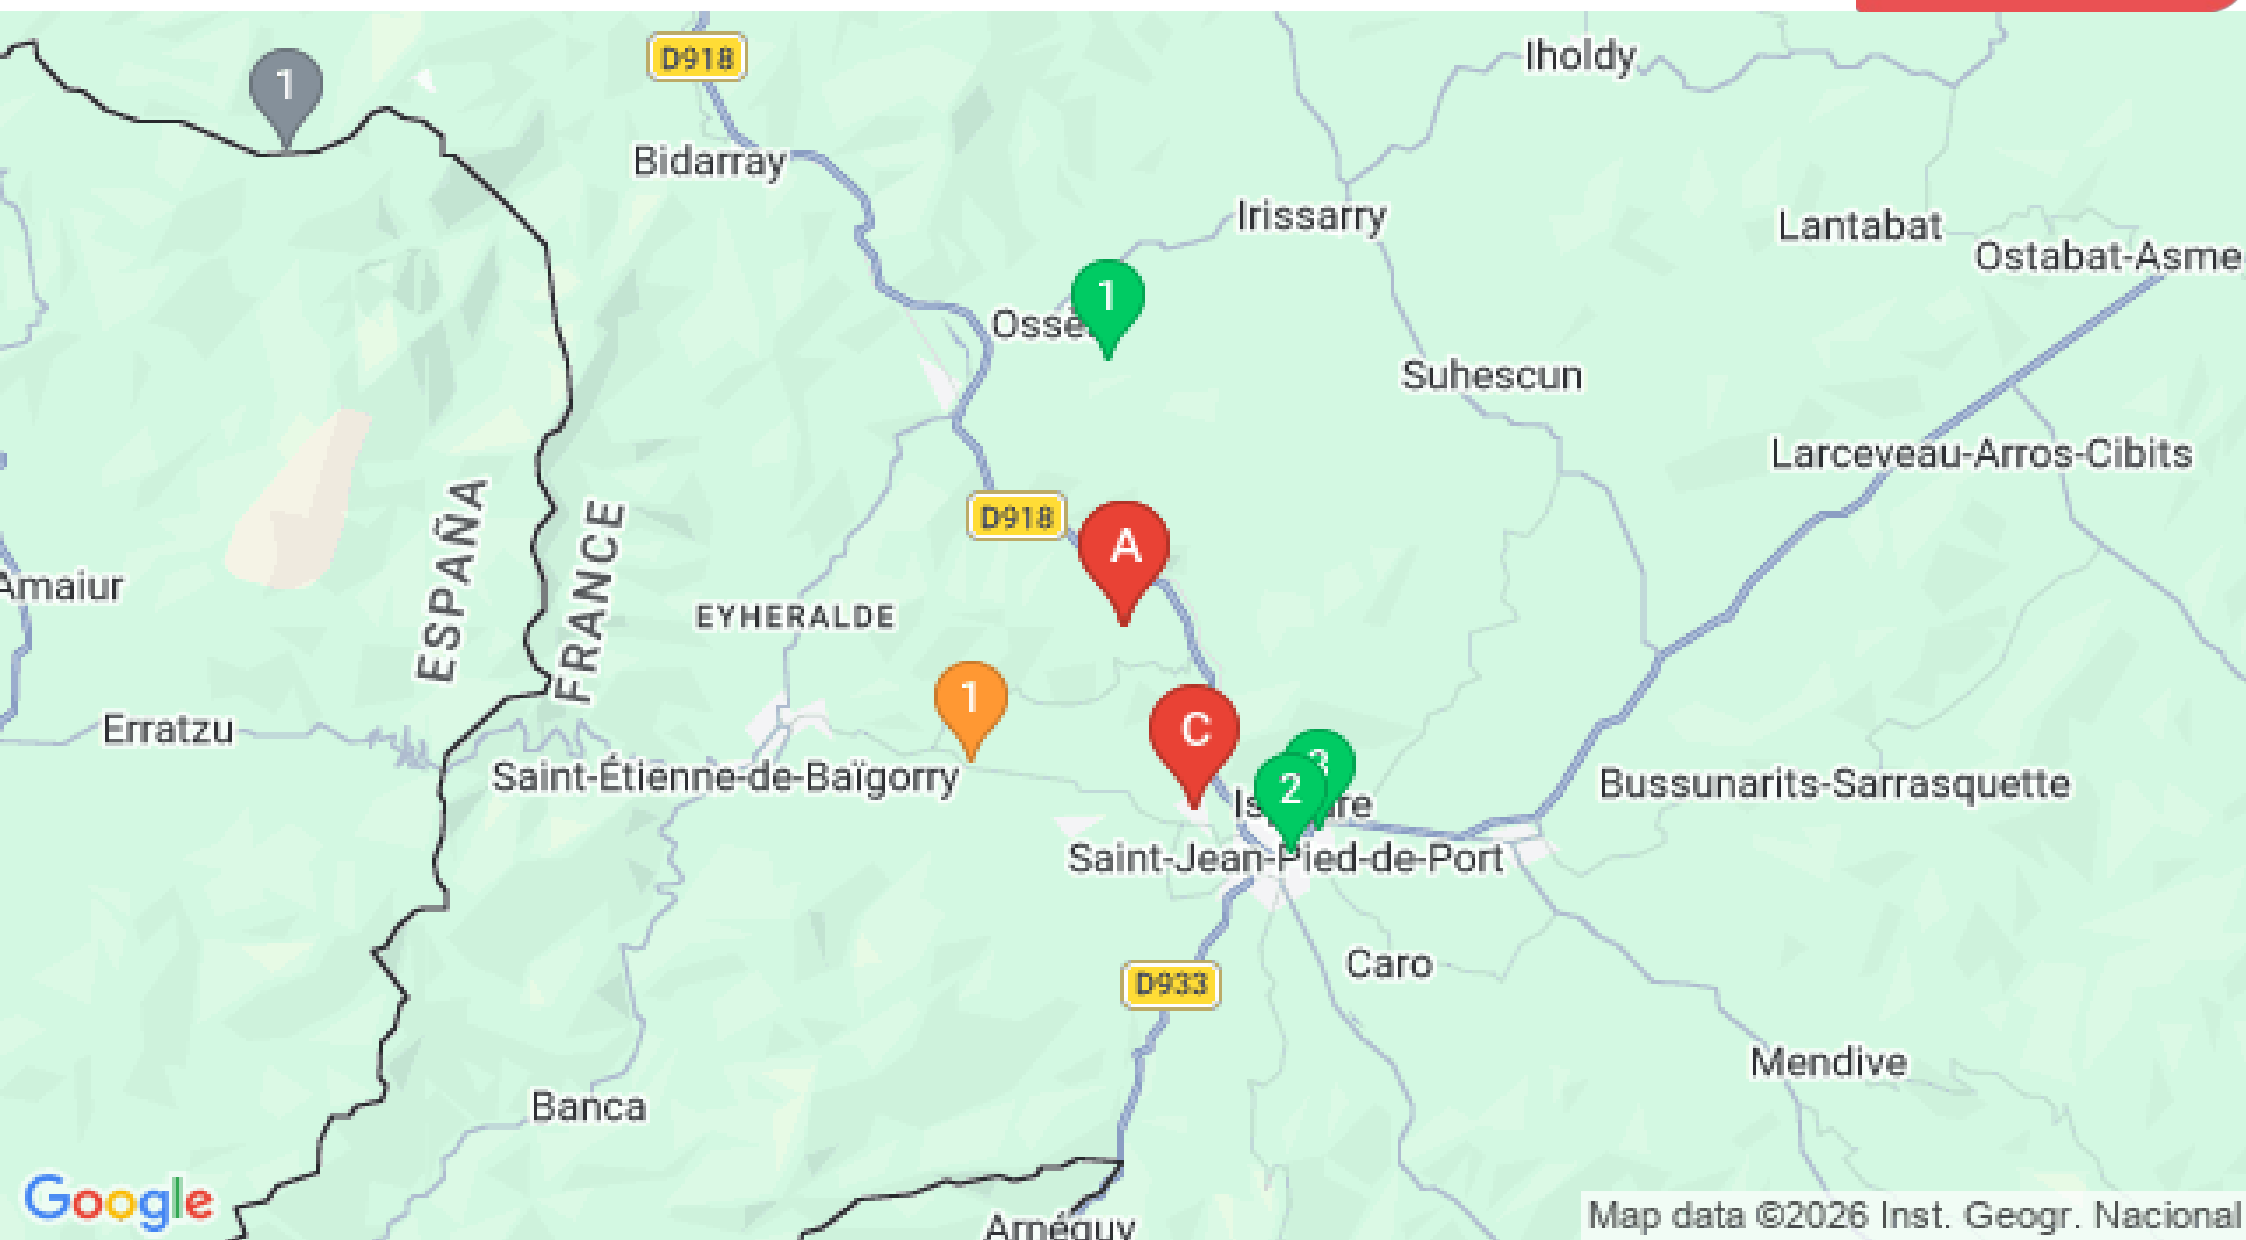 D918
Iholdy
1
Bidarray
Irissarry
Lantabat
Ostabat-Asme
1
Suhescun
Larceveau-Arros-Cibits
ESPAÑA
FRANCE
D918
A
Amaiur
EYHERALDE
1
C
Erratzu
Saint-Étienne-de-Baïgorry
3
2
Bussunarits-Sarrasquette
Saint-Jean-Pied-de-Port
Caro
D933
Mendive
Banca
Google
Arnéguy
Map data ©2026 Inst. Geogr. Nacional